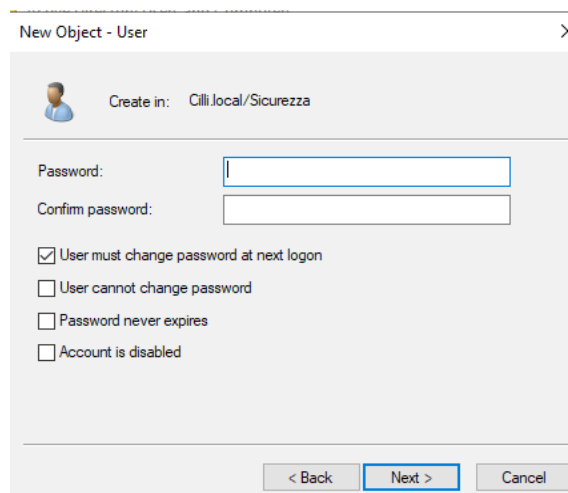 New Object - User
Create in: Cilli.local/Sicurezza
Password:
Confirm password:
User must change password at next logon
User cannot change password
Password never expires
Account is disabled
< Back Next > Cancel